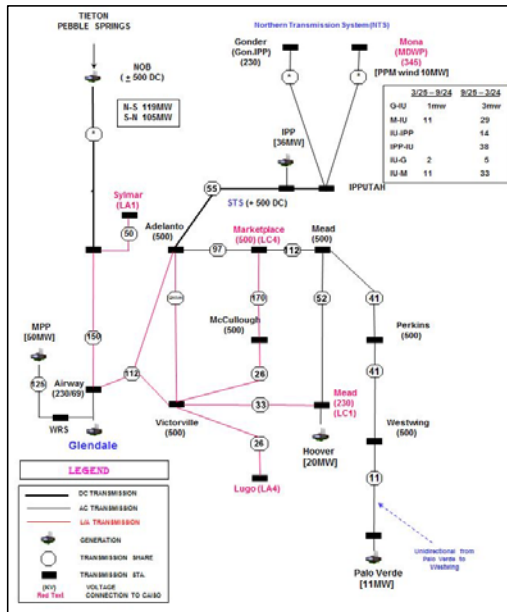 TIETON
PEBBLE SPRINGS
NOB
( ± 500 DC)
N-S 119MW
S-N 105MW
*
Sylmar
(LA1)
50
150
Northern Transmission System(NTS)
Gonder
(Gon.IPP)
(230)
Mona
(MDWP)
(345)
[PPM wind 10MW]
*
*
3/25 – 9/24 9/25 – 3/24
G-IU 1mw 3mw
M-IU 11 29
IU-IPP 14
IPP-IU 38
IU-G 2 5
IU-M 11 33
IPP
[36MW]
IPPUTAH
55
STS (± 500 DC)
Adelanto
(500)
97
Marketplace
(500) (LC4)
112
Mead
(500)
170
52
41
McCullough
(500)
Perkins
(500)
26
41
MPP
[50MW]
125
Airway
(230/69)
112
WRS
Glendale
Victorville
(500)
33
Mead
(230)
(LC1)
Hoover
[20MW]
Westwing
(500)
26
Lugo (LA4)
11
Unidirectional from
Palo Verde to
Westwing
Palo Verde
[11MW]
LEGEND
DC TRANSMISSION
AC TRANSMISSION
L/A TRANSMISSION
GENERATION
TRANSMISSION SHARE
TRANSMISSION STA.
(KV) VOLTAGE
Red Text CONNECTION TO CAISO